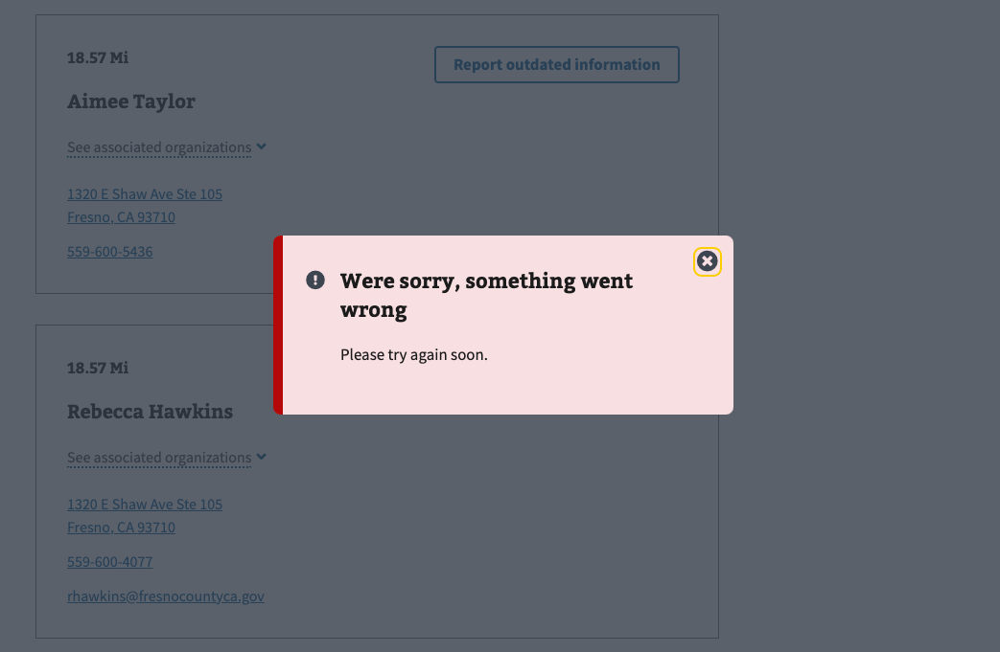 18.57 Mi
Report outdated information
Aimee Taylor
See associated organizations
1320 E Shaw Ave Ste 105
Fresno, CA 93710
559-600-5436
Were sorry, something went
wrong
Please try again soon.
18.57 Mi
Rebecca Hawkins
See associated organizations
1320 E Shaw Ave Ste 105
Fresno, CA 93710
559-600-4077
rhawkins@fresnocountyca.gov